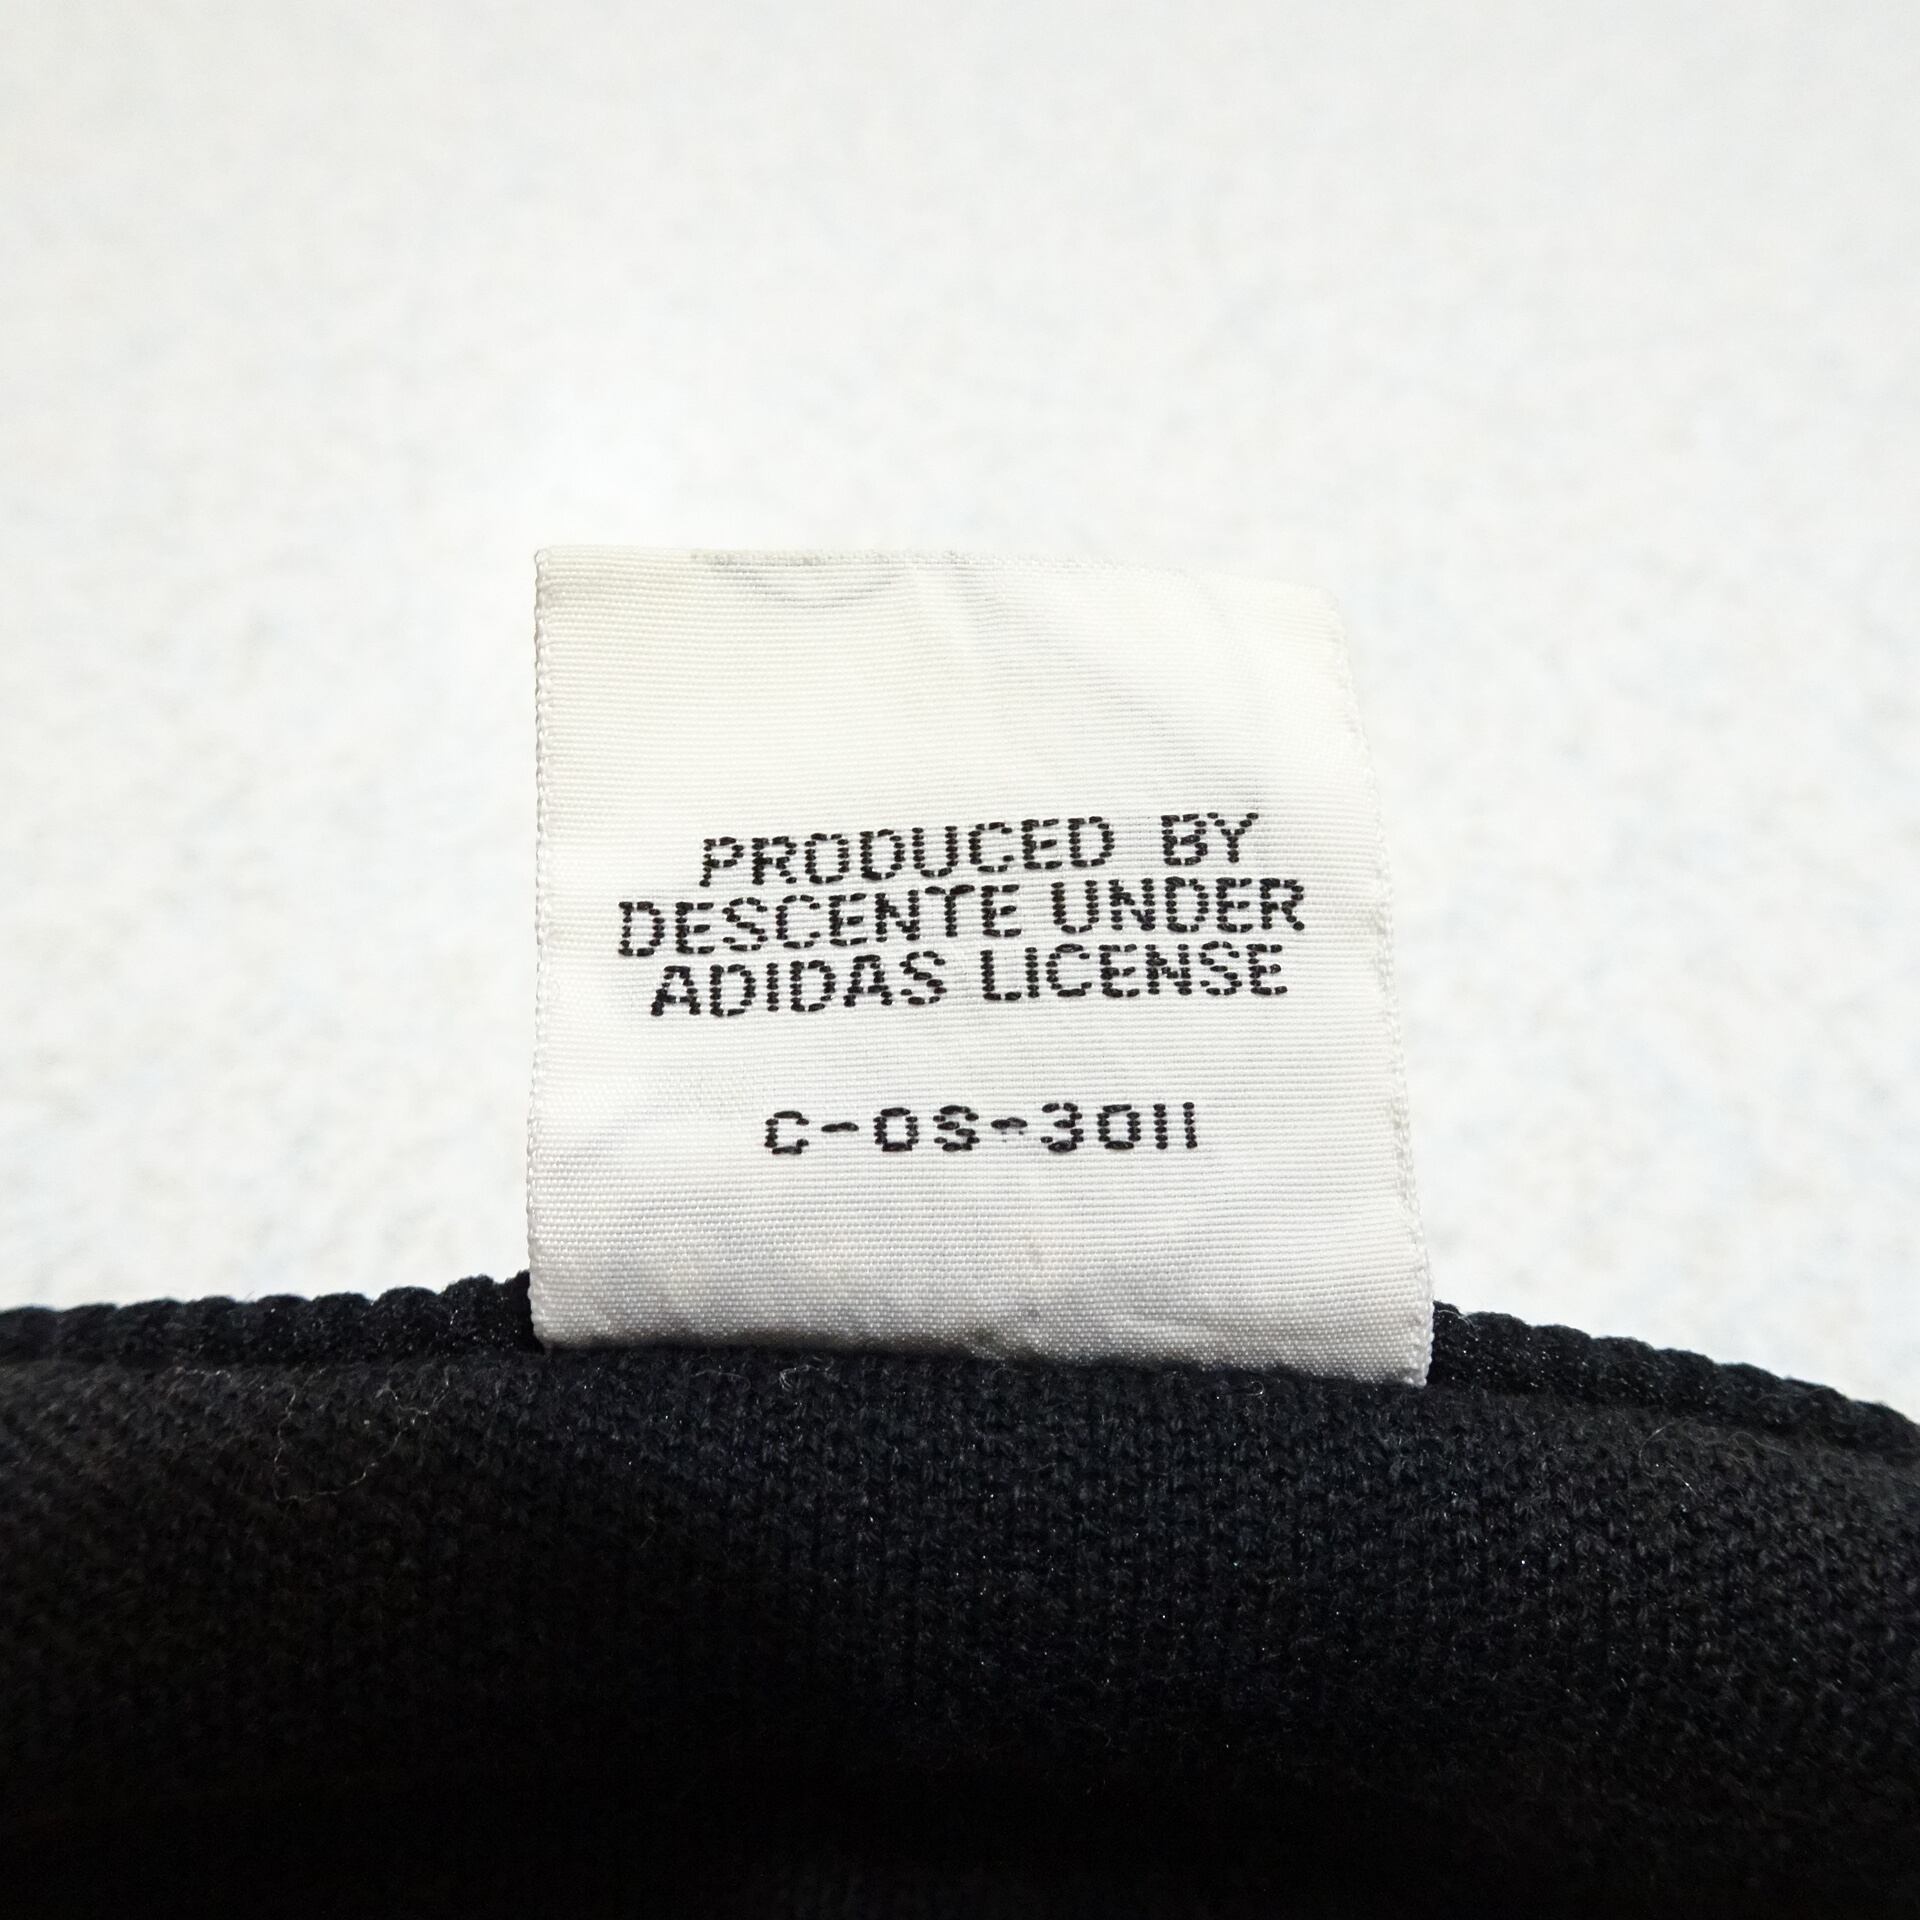 PRODUCED BY
DESCENTE UNDER
ADIDAS LICENSE
C-OS-3011